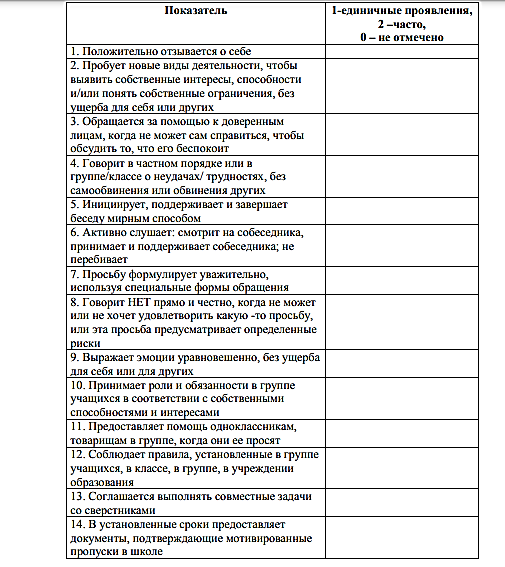 Показатель
1-единичные проявления,
2 –часто,
0 – не отмечено
1. Положительно отзывается о себе
2. Пробует новые виды деятельности, чтобы
выявить собственные интересы, способности
и/или понять собственные ограничения, без
ущерба для себя или других
3. Обращается за помощью к доверенным
лицам, когда не может сам справиться, чтобы
обсудить то, что его беспокоит
4. Говорит в частном порядке или в
группе/классе о неудачах/ трудностях, без
самообвинения или обвинения других
5. Инициирует, поддерживает и завершает
беседу мирным способом
6. Активно слушает: смотрит на собеседника,
принимает и поддерживает собеседника; не
перебивает
7. Просьбу формулирует уважительно,
используя специальные формы обращения
8. Говорит НЕТ прямо и честно, когда не может
или не хочет удовлетворить какую -то просьбу,
или эта просьба предусматривает определенные
риски
9. Выражает эмоции уравновешенно, без ущерба
для себя или для других
10. Принимает роли и обязанности в группе
учащихся в соответствии с собственными
способностями и интересами
11. Предоставляет помощь одноклассникам,
товарищам в группе, когда они ее просят
12. Соблюдает правила, установленные в группе
учащихся, в классе, в группе, в учреждении
образования
13. Соглашается выполнять совместные задачи
со сверстниками
14. В установленные сроки предоставляет
документы, подтверждающие мотивированные
пропуски в школе